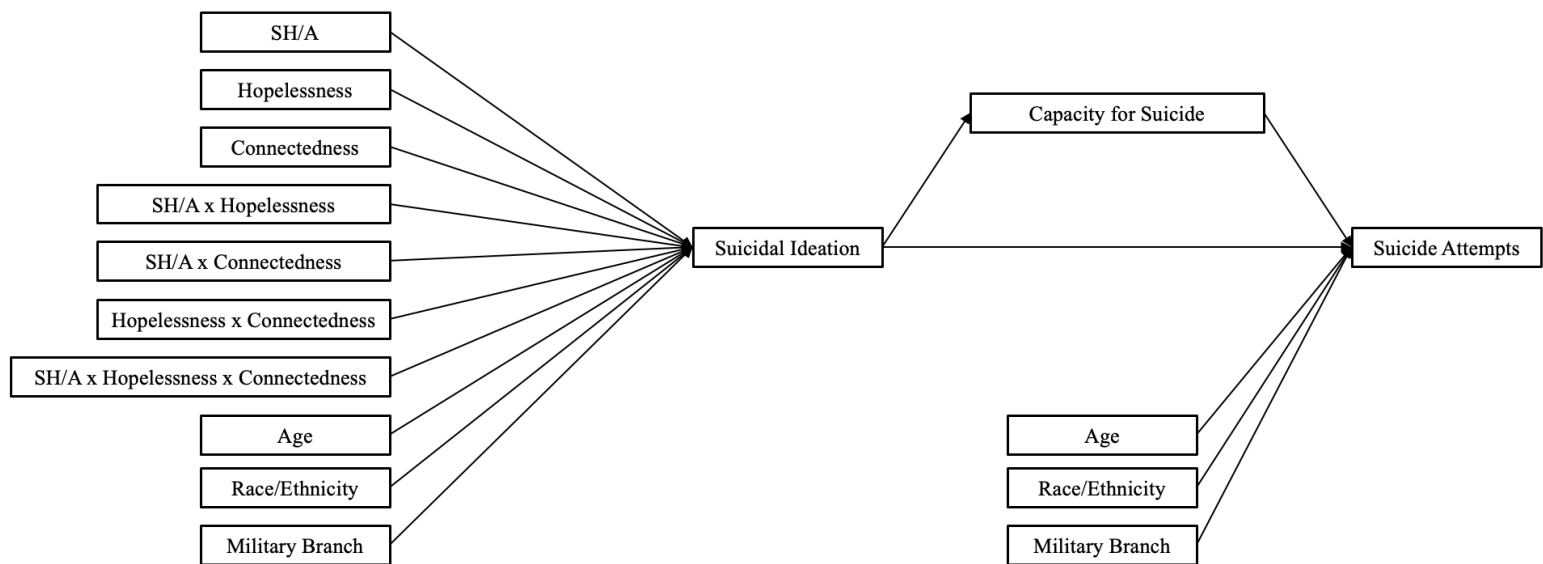 SH/A
Hopelessness
Connectedness
SH/A x Hopelessness
SH/A x Connectedness
Hopelessness x Connectedness
SH/A x Hopelessness x Connectedness
Age
Race/Ethnicity
Military Branch
Suicidal Ideation
Capacity for Suicide
Suicide Attempts
Age
Race/Ethnicity
Military Branch